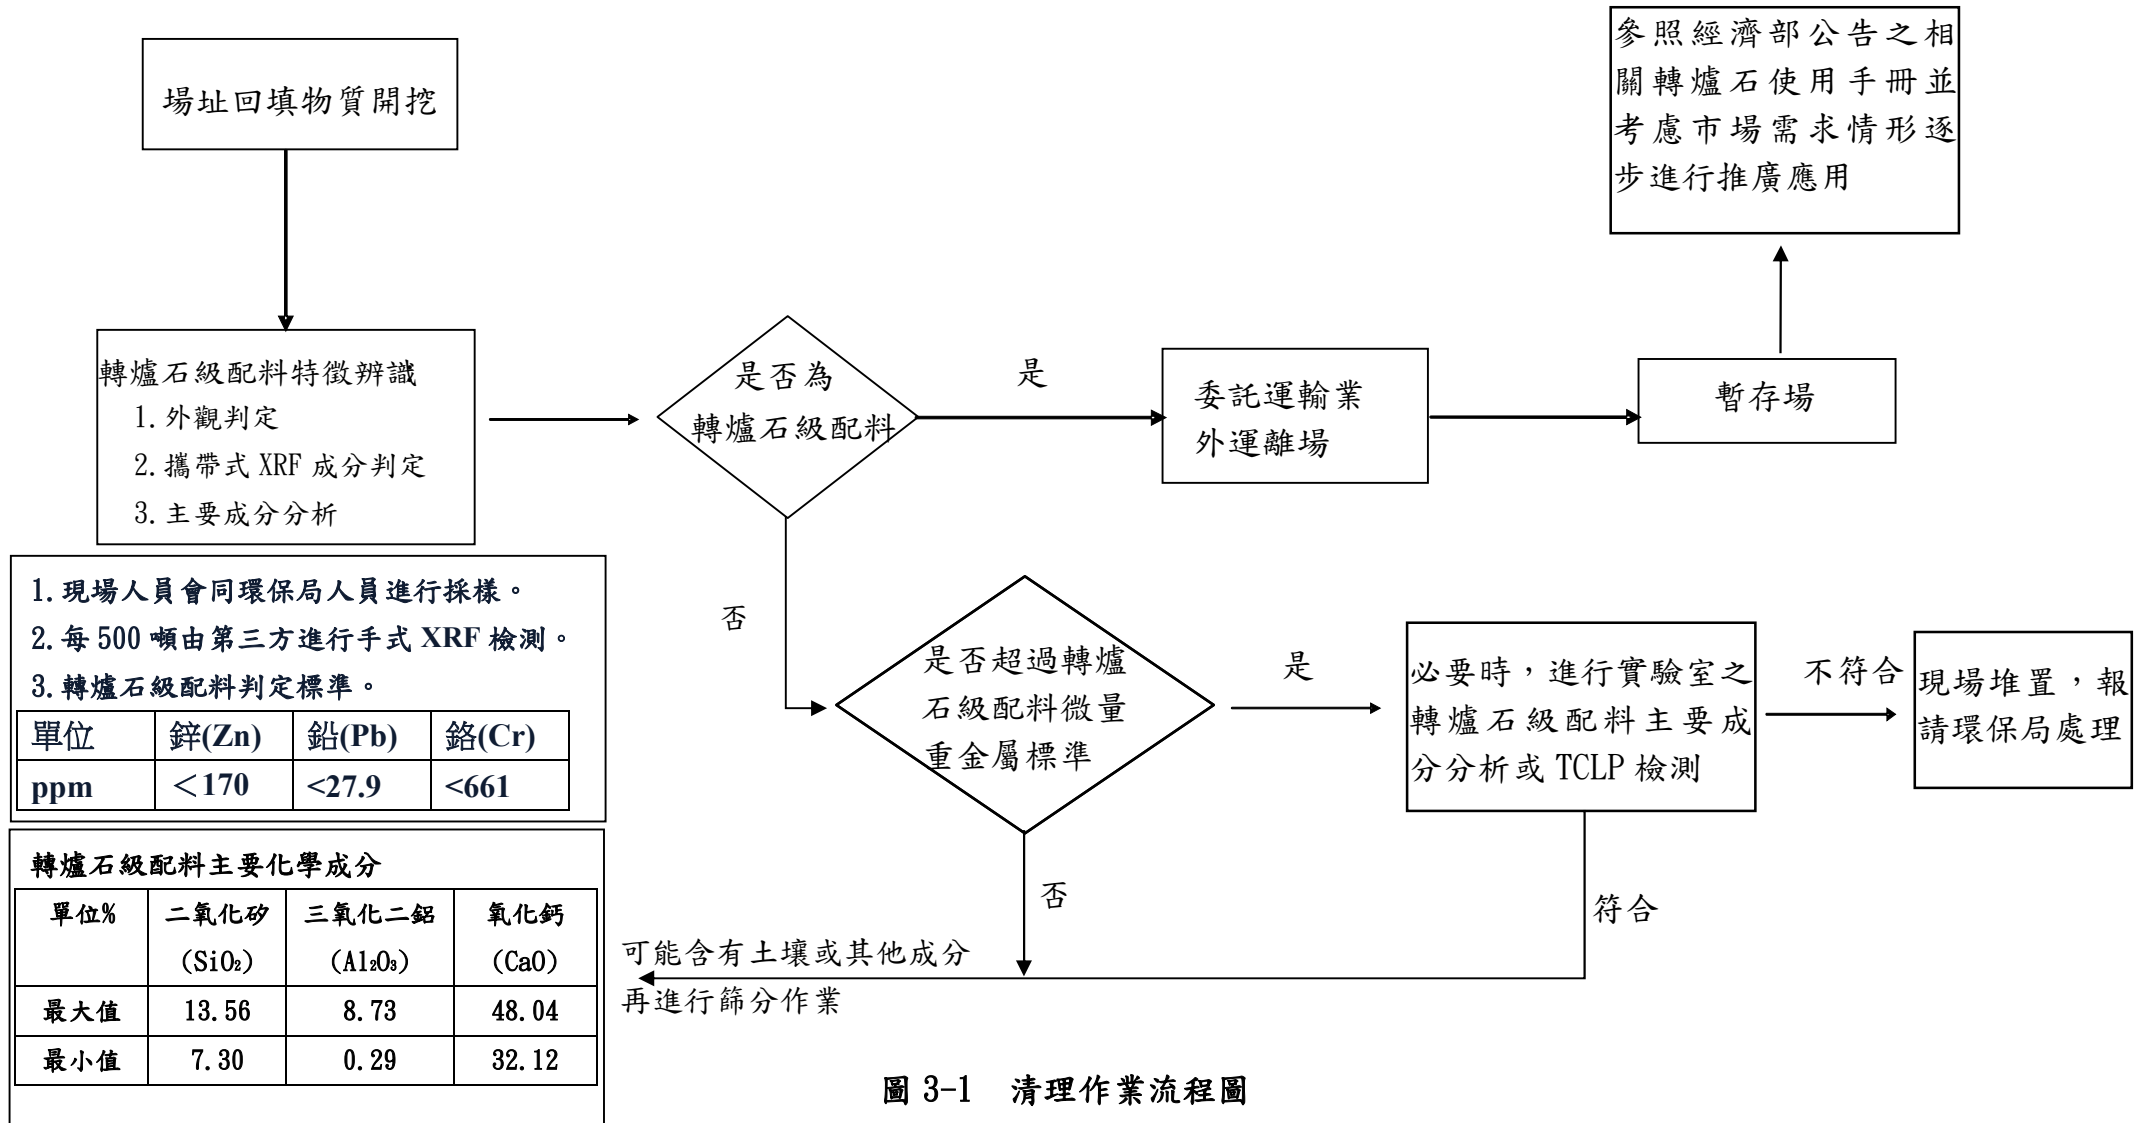 場址回填物質開挖
參照經濟部公告之相
關轉爐石使用手冊並
考慮市場需求情形逐
步進行推廣應用
轉爐石級配料特徵辨識
1.外觀判定
2.攜帶式 XRF 成分判定
3.主要成分分析
是否為
轉爐石級配料
是
委託運輸業
外運離場
暫存場
1.現場人員會同環保局人員進行採樣。
2.每 500 噸由第三方進行手式 XRF 檢測。
3.轉爐石級配料判定標準。
單位 鋅(Zn) 鉛(Pb) 鉻(Cr)
ppm ＜170 <27.9 <661
否
是否超過轉爐
石級配料微量
重金屬標準
是
必要時，進行實驗室之
轉爐石級配料主要成
分分析或 TCLP 檢測
不符合
現場堆置，報
請環保局處理
轉爐石級配料主要化學成分
單位% 二氧化矽 三氧化二鋁 氧化鈣
(SiO₂) (Al₂O₃) (CaO)
最大值 13.56 8.73 48.04
最小值 7.30 0.29 32.12
否
符合
可能含有土壤或其他成分
再進行篩分作業
圖 3-1 清理作業流程圖